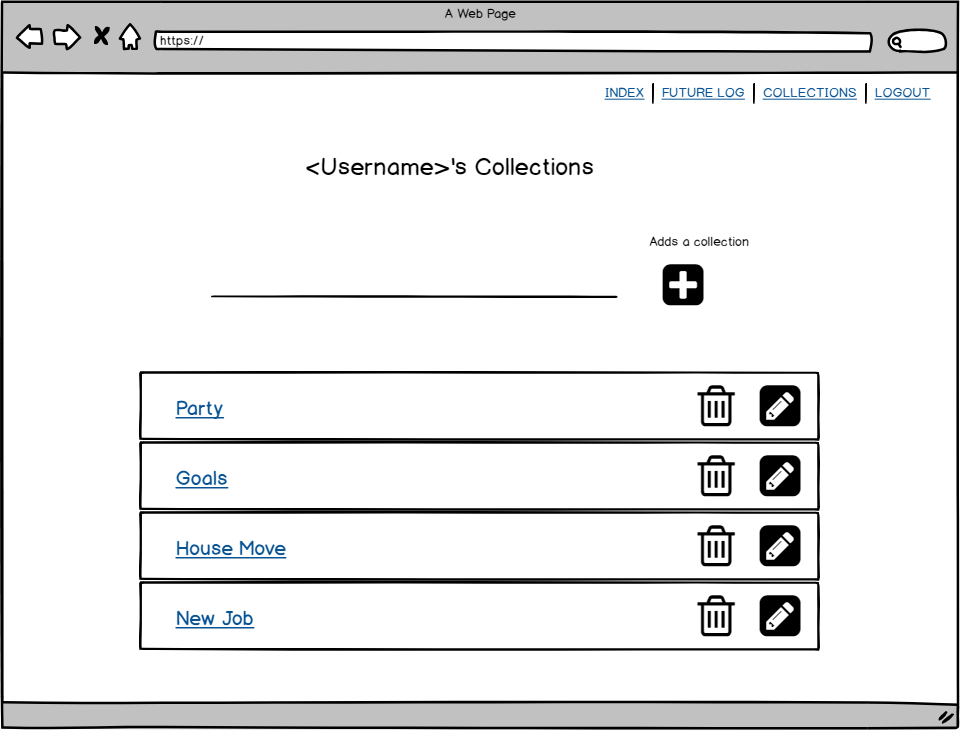 A Web Page
https://
INDEX FUTURE LOG COLLECTIONS LOGOUT
<Username>'s Collections
Adds a collection
Party
Goals
House Move
New Job